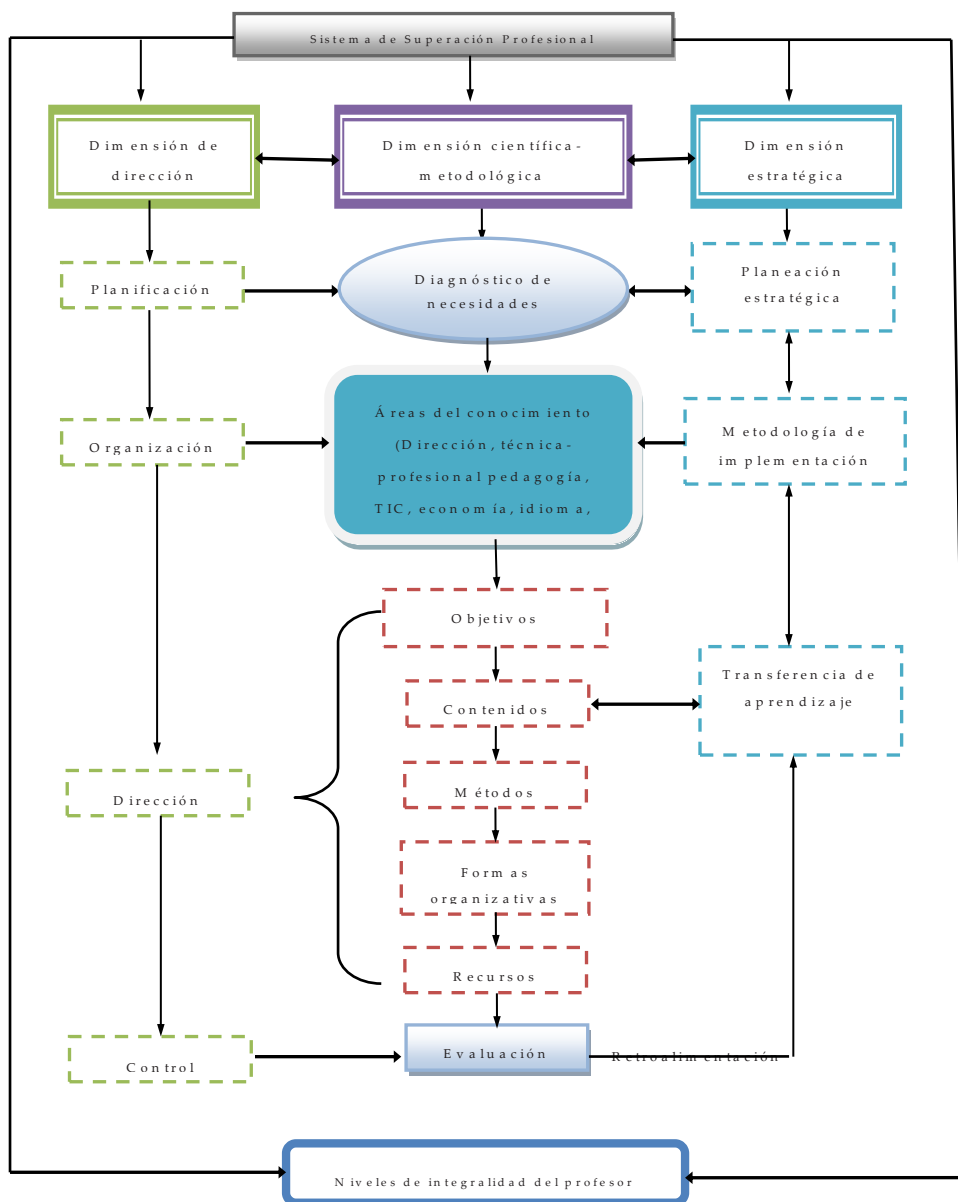 Sistema de Superación Profesional
Dimensión de
dirección
Dimensión científica-
metodológica
Dimensión
estratégica
Planificación
Diagnóstico de
necesidades
Planeación
estratégica
Organización
Áreas del conocimiento
(Dirección, técnica-
profesional pedagogía,
TIC, economía, idioma,
Metodología de
implementación
Objetivos
Contenidos
Transferencia de
aprendizaje
Dirección
Métodos
Formas
organizativas
Recursos
Control
Evaluación
Retroalimentación
Niveles de integralidad del profesor